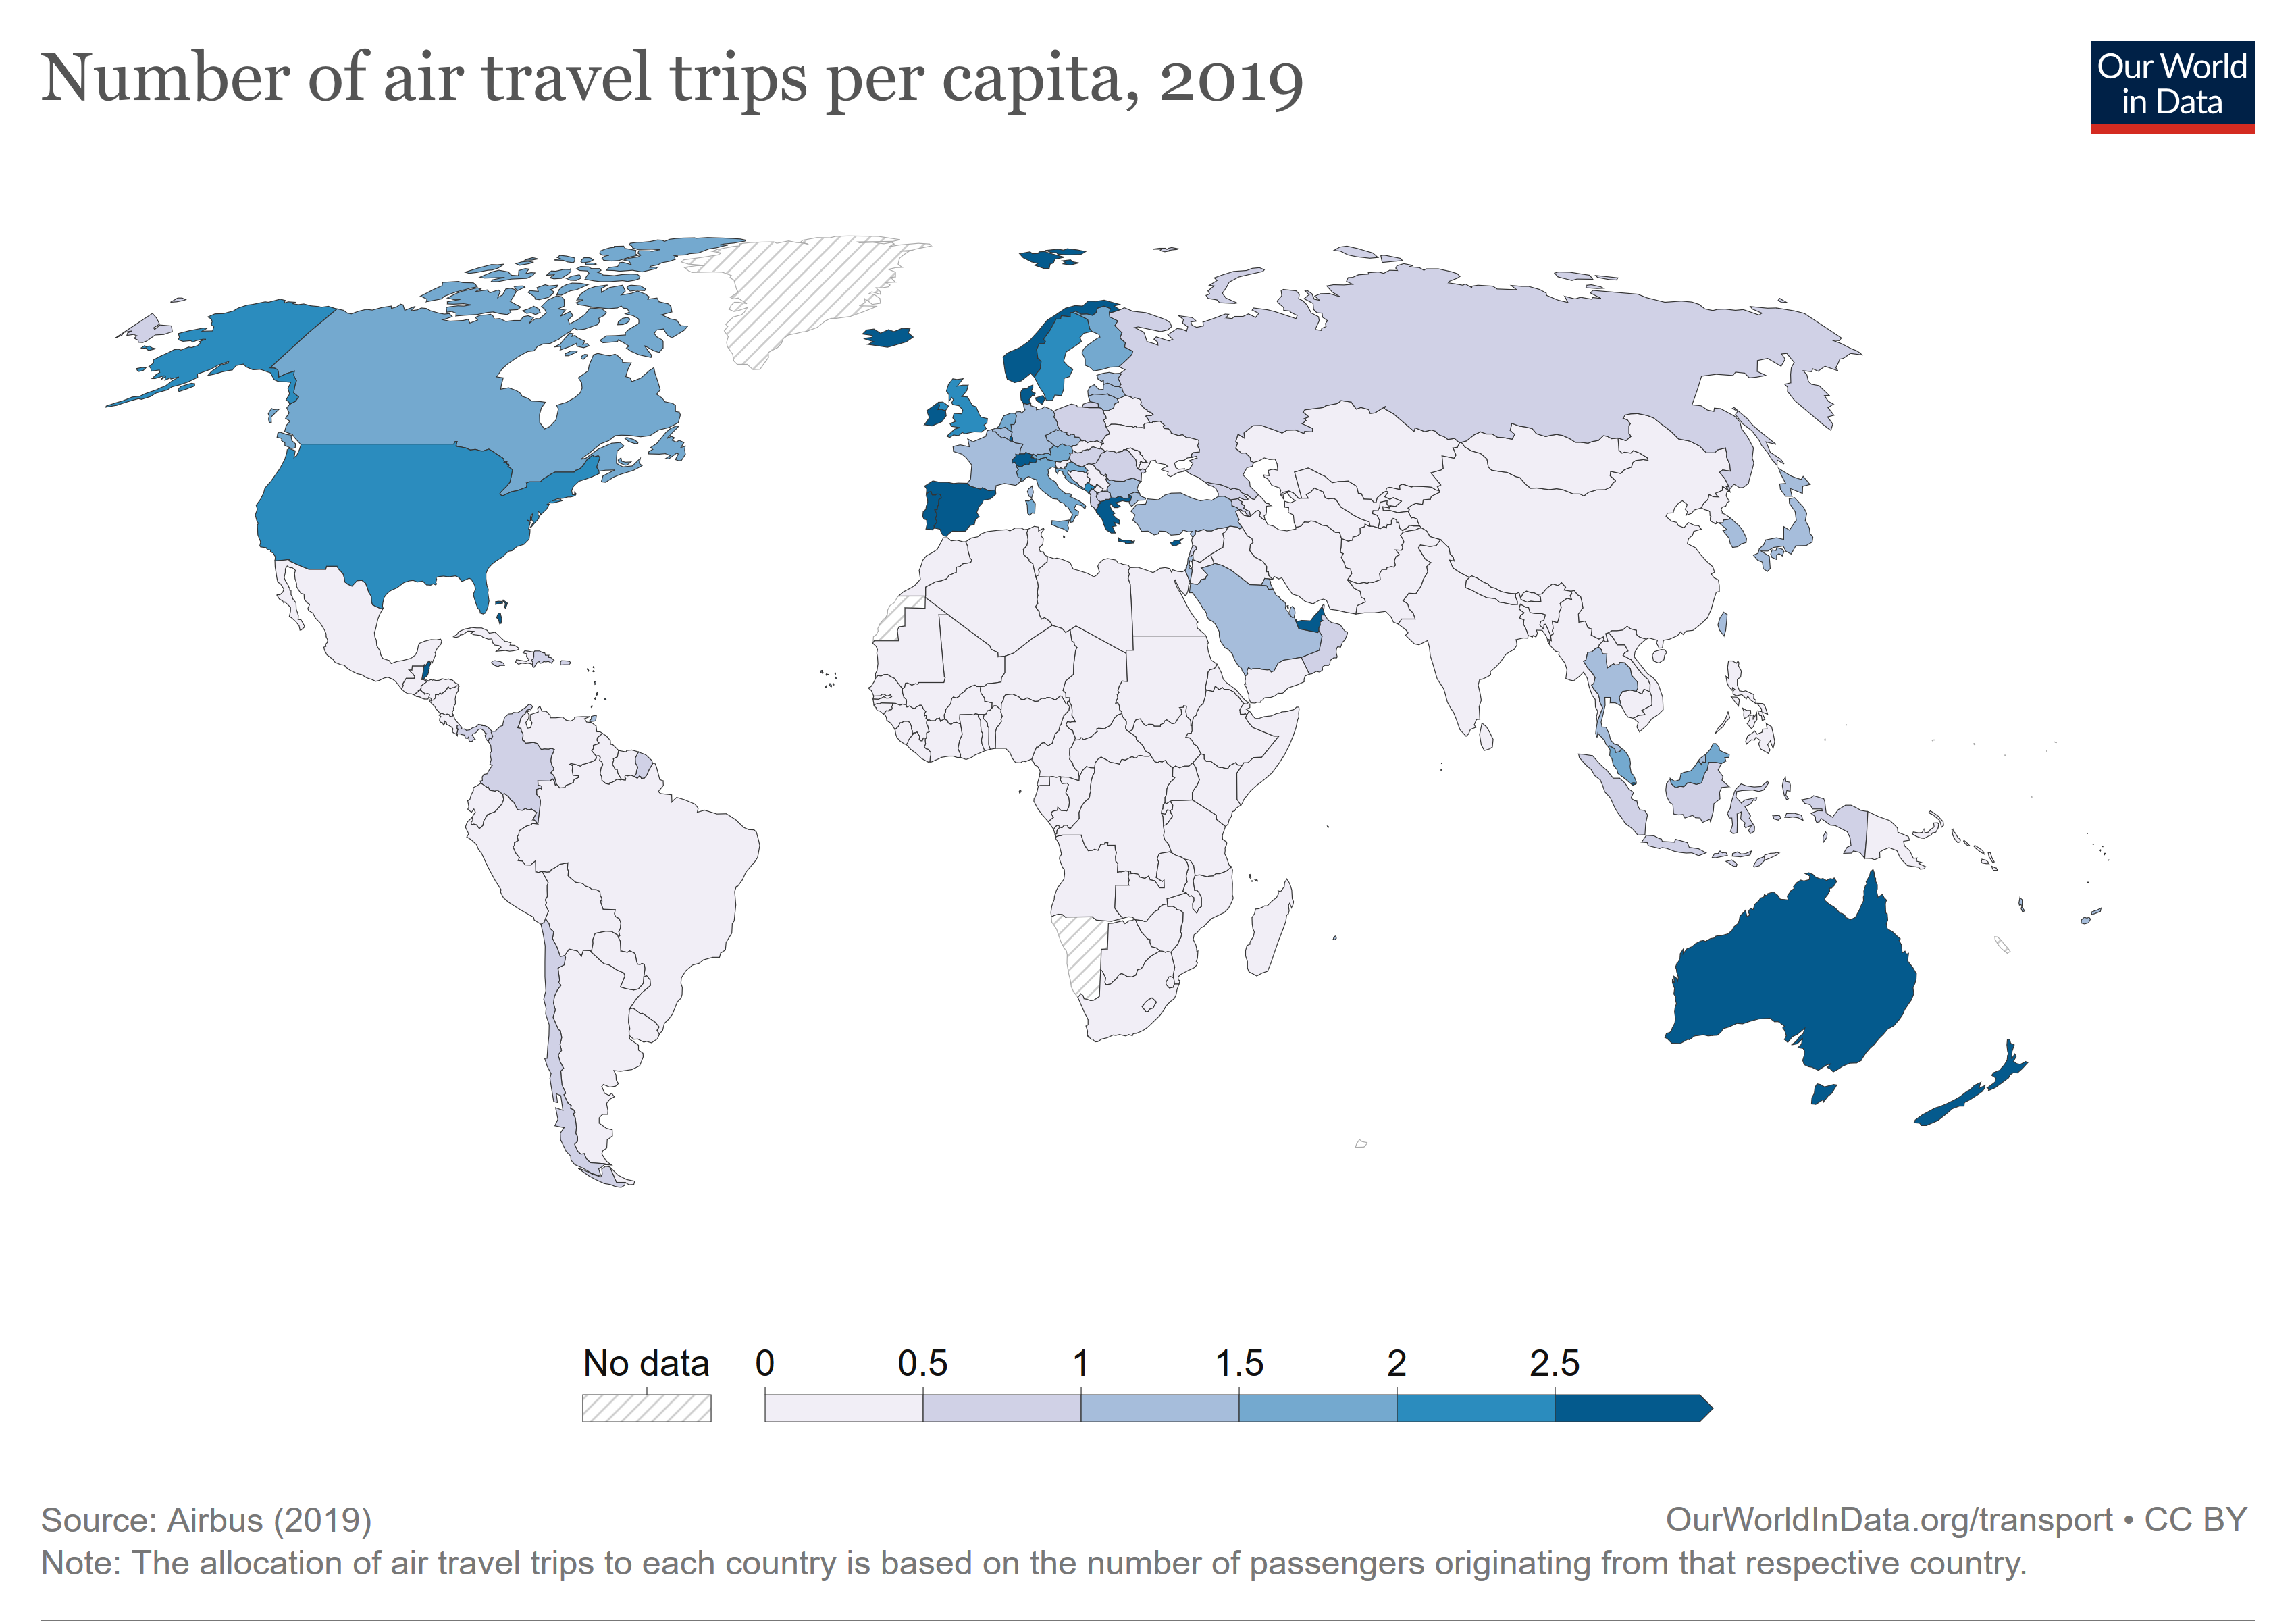 Number of air travel trips per capita, 2019
Our World
in Data
No data 0 0.5 1 1.5 2 2.5
Source: Airbus (2019)
OurWorldInData.org/transport • CC BY
Note: The allocation of air travel trips to each country is based on the number of passengers originating from that respective country.